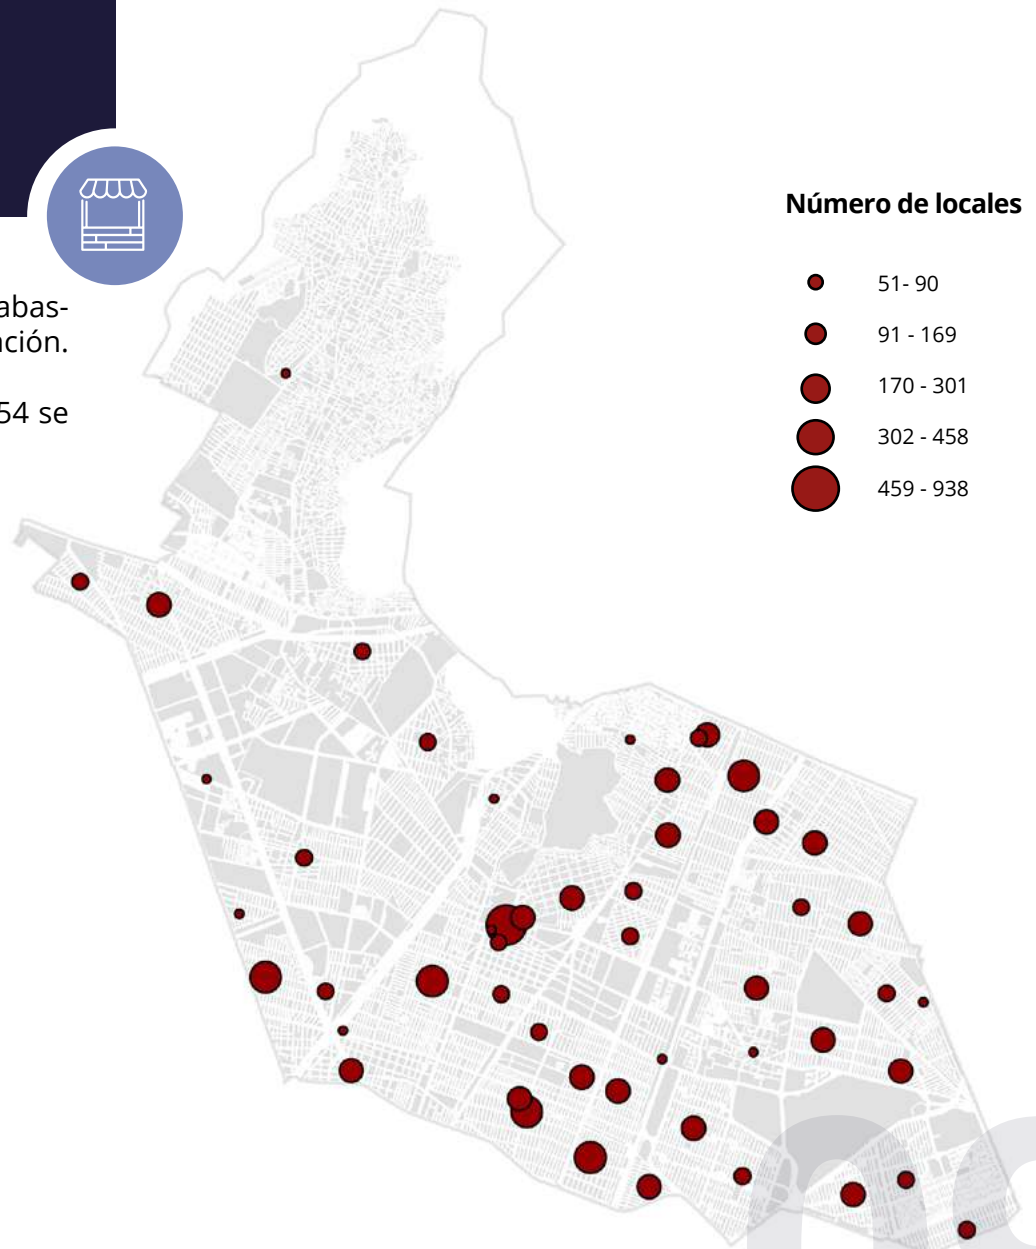 abas-
ación.
54 se
Número de locales
51- 90
91 - 169
170 - 301
302 - 458
459 - 938